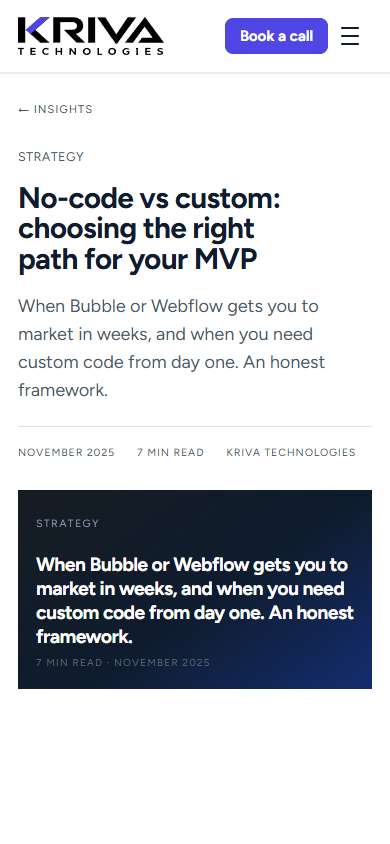 KRIVA
TECHNOLOGIES
Book a call
← INSIGHTS
STRATEGY
No-code vs custom:
choosing the right
path for your MVP
When Bubble or Webflow gets you to
market in weeks, and when you need
custom code from day one. An honest
framework.
NOVEMBER 2025 7 MIN READ KRIVA TECHNOLOGIES
STRATEGY
When Bubble or Webflow gets you to
market in weeks, and when you need
custom code from day one. An honest
framework.
7 MIN READ · NOVEMBER 2025